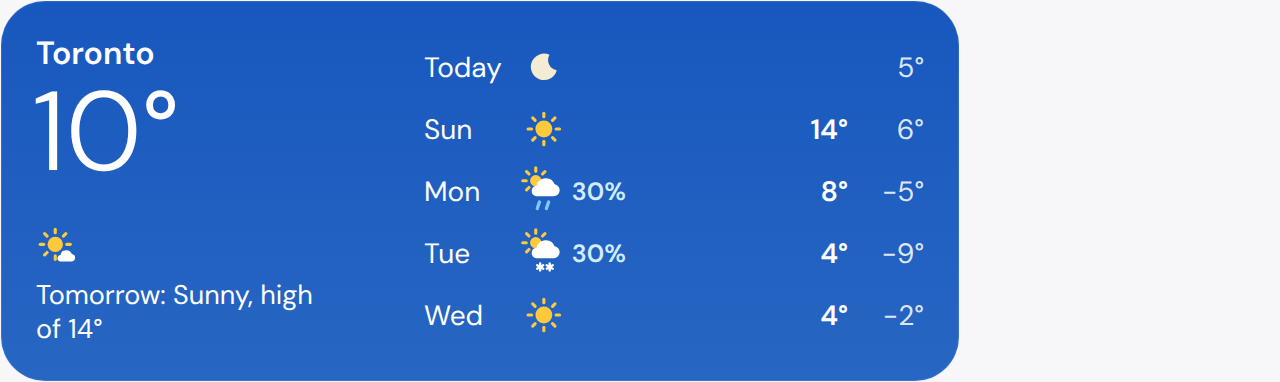 Toronto
10°
Tomorrow: Sunny, high
of 14°
Today 5°
Sun 14° 6°
Mon 30% 8° -5°
Tue 30% 4° -9°
Wed 4° -2°